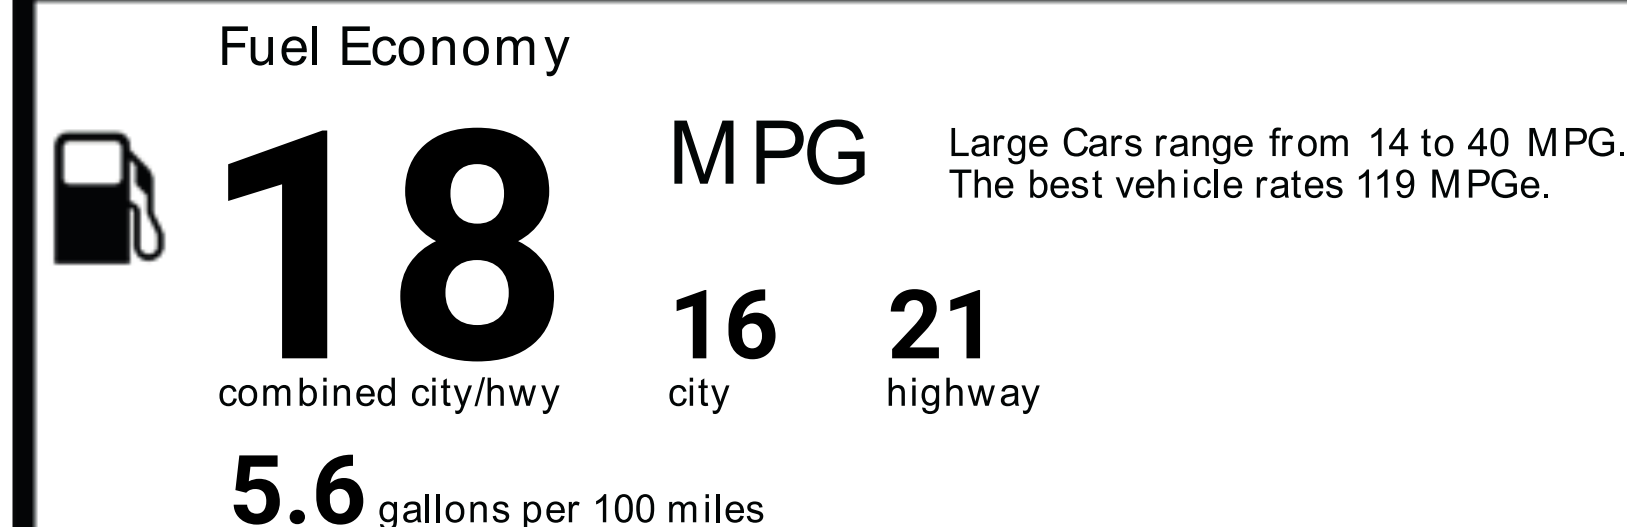 Fuel Economy
18
MPG
Large Cars range from 14 to 40 MPG.
The best vehicle rates 119 MPGe.
16 21
combined city/hwy city highway
5.6 gallons per 100 miles